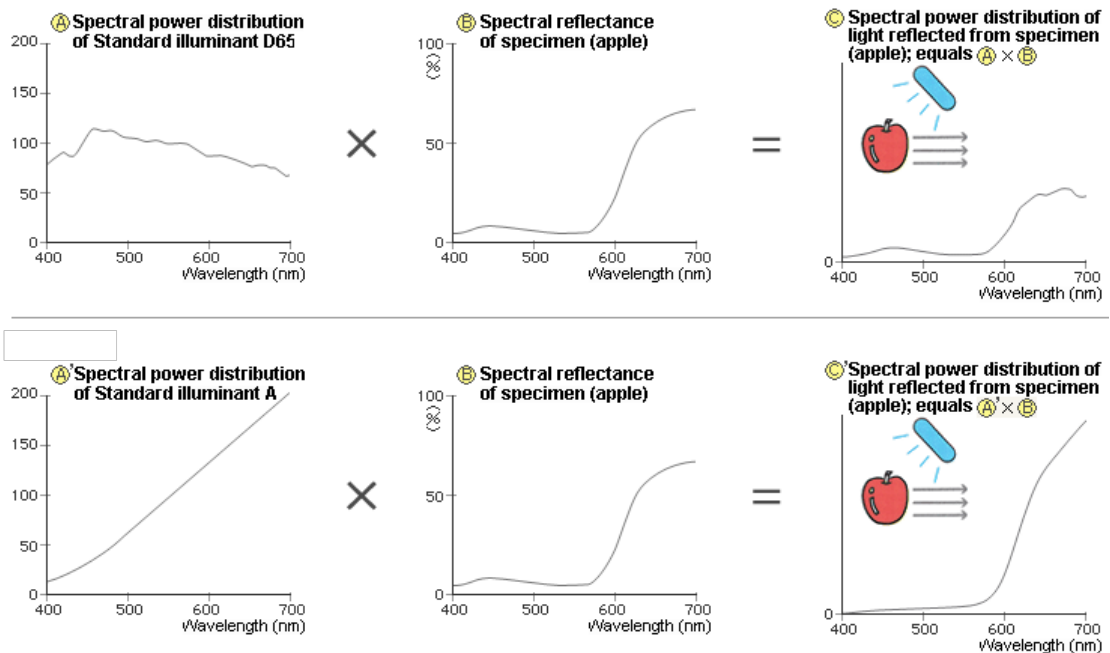 Ⓐ Spectral power distribution
of Standard illuminant D65
200
150
100
50
0
400 500 600 700
Wavelength (nm)
×
Ⓑ Spectral reflectance
of specimen (apple)
100
(%)
50
0
400 500 600 700
Wavelength (nm)
=
Ⓒ Spectral power distribution of
light reflected from specimen
(apple); equals Ⓐ × Ⓑ
0
400 500 600 700
Wavelength (nm)
Ⓐ' Spectral power distribution
of Standard illuminant A
200
150
100
50
0
400 500 600 700
Wavelength (nm)
×
Ⓑ Spectral reflectance
of specimen (apple)
100
(%)
50
0
400 500 600 700
Wavelength (nm)
=
Ⓒ' Spectral power distribution of
light reflected from specimen
(apple); equals Ⓐ' × Ⓑ
0
400 500 600 700
Wavelength (nm)